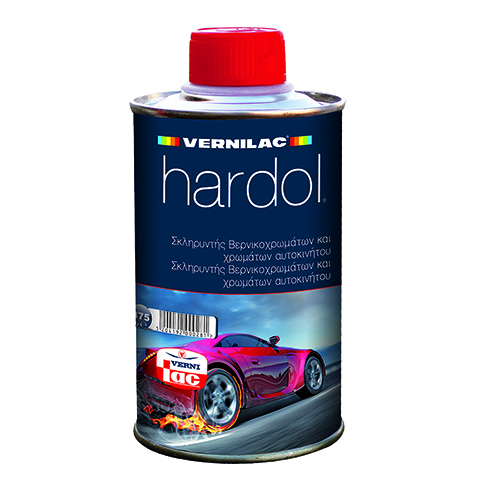 VERNILAC®
hardol®
Σκληρυντής Βερνικοχρωμάτων και
χρωμάτων αυτοκινήτου
Σκληρυντής Βερνικοχρωμάτων και
χρωμάτων αυτοκινήτου
VERNI
lac